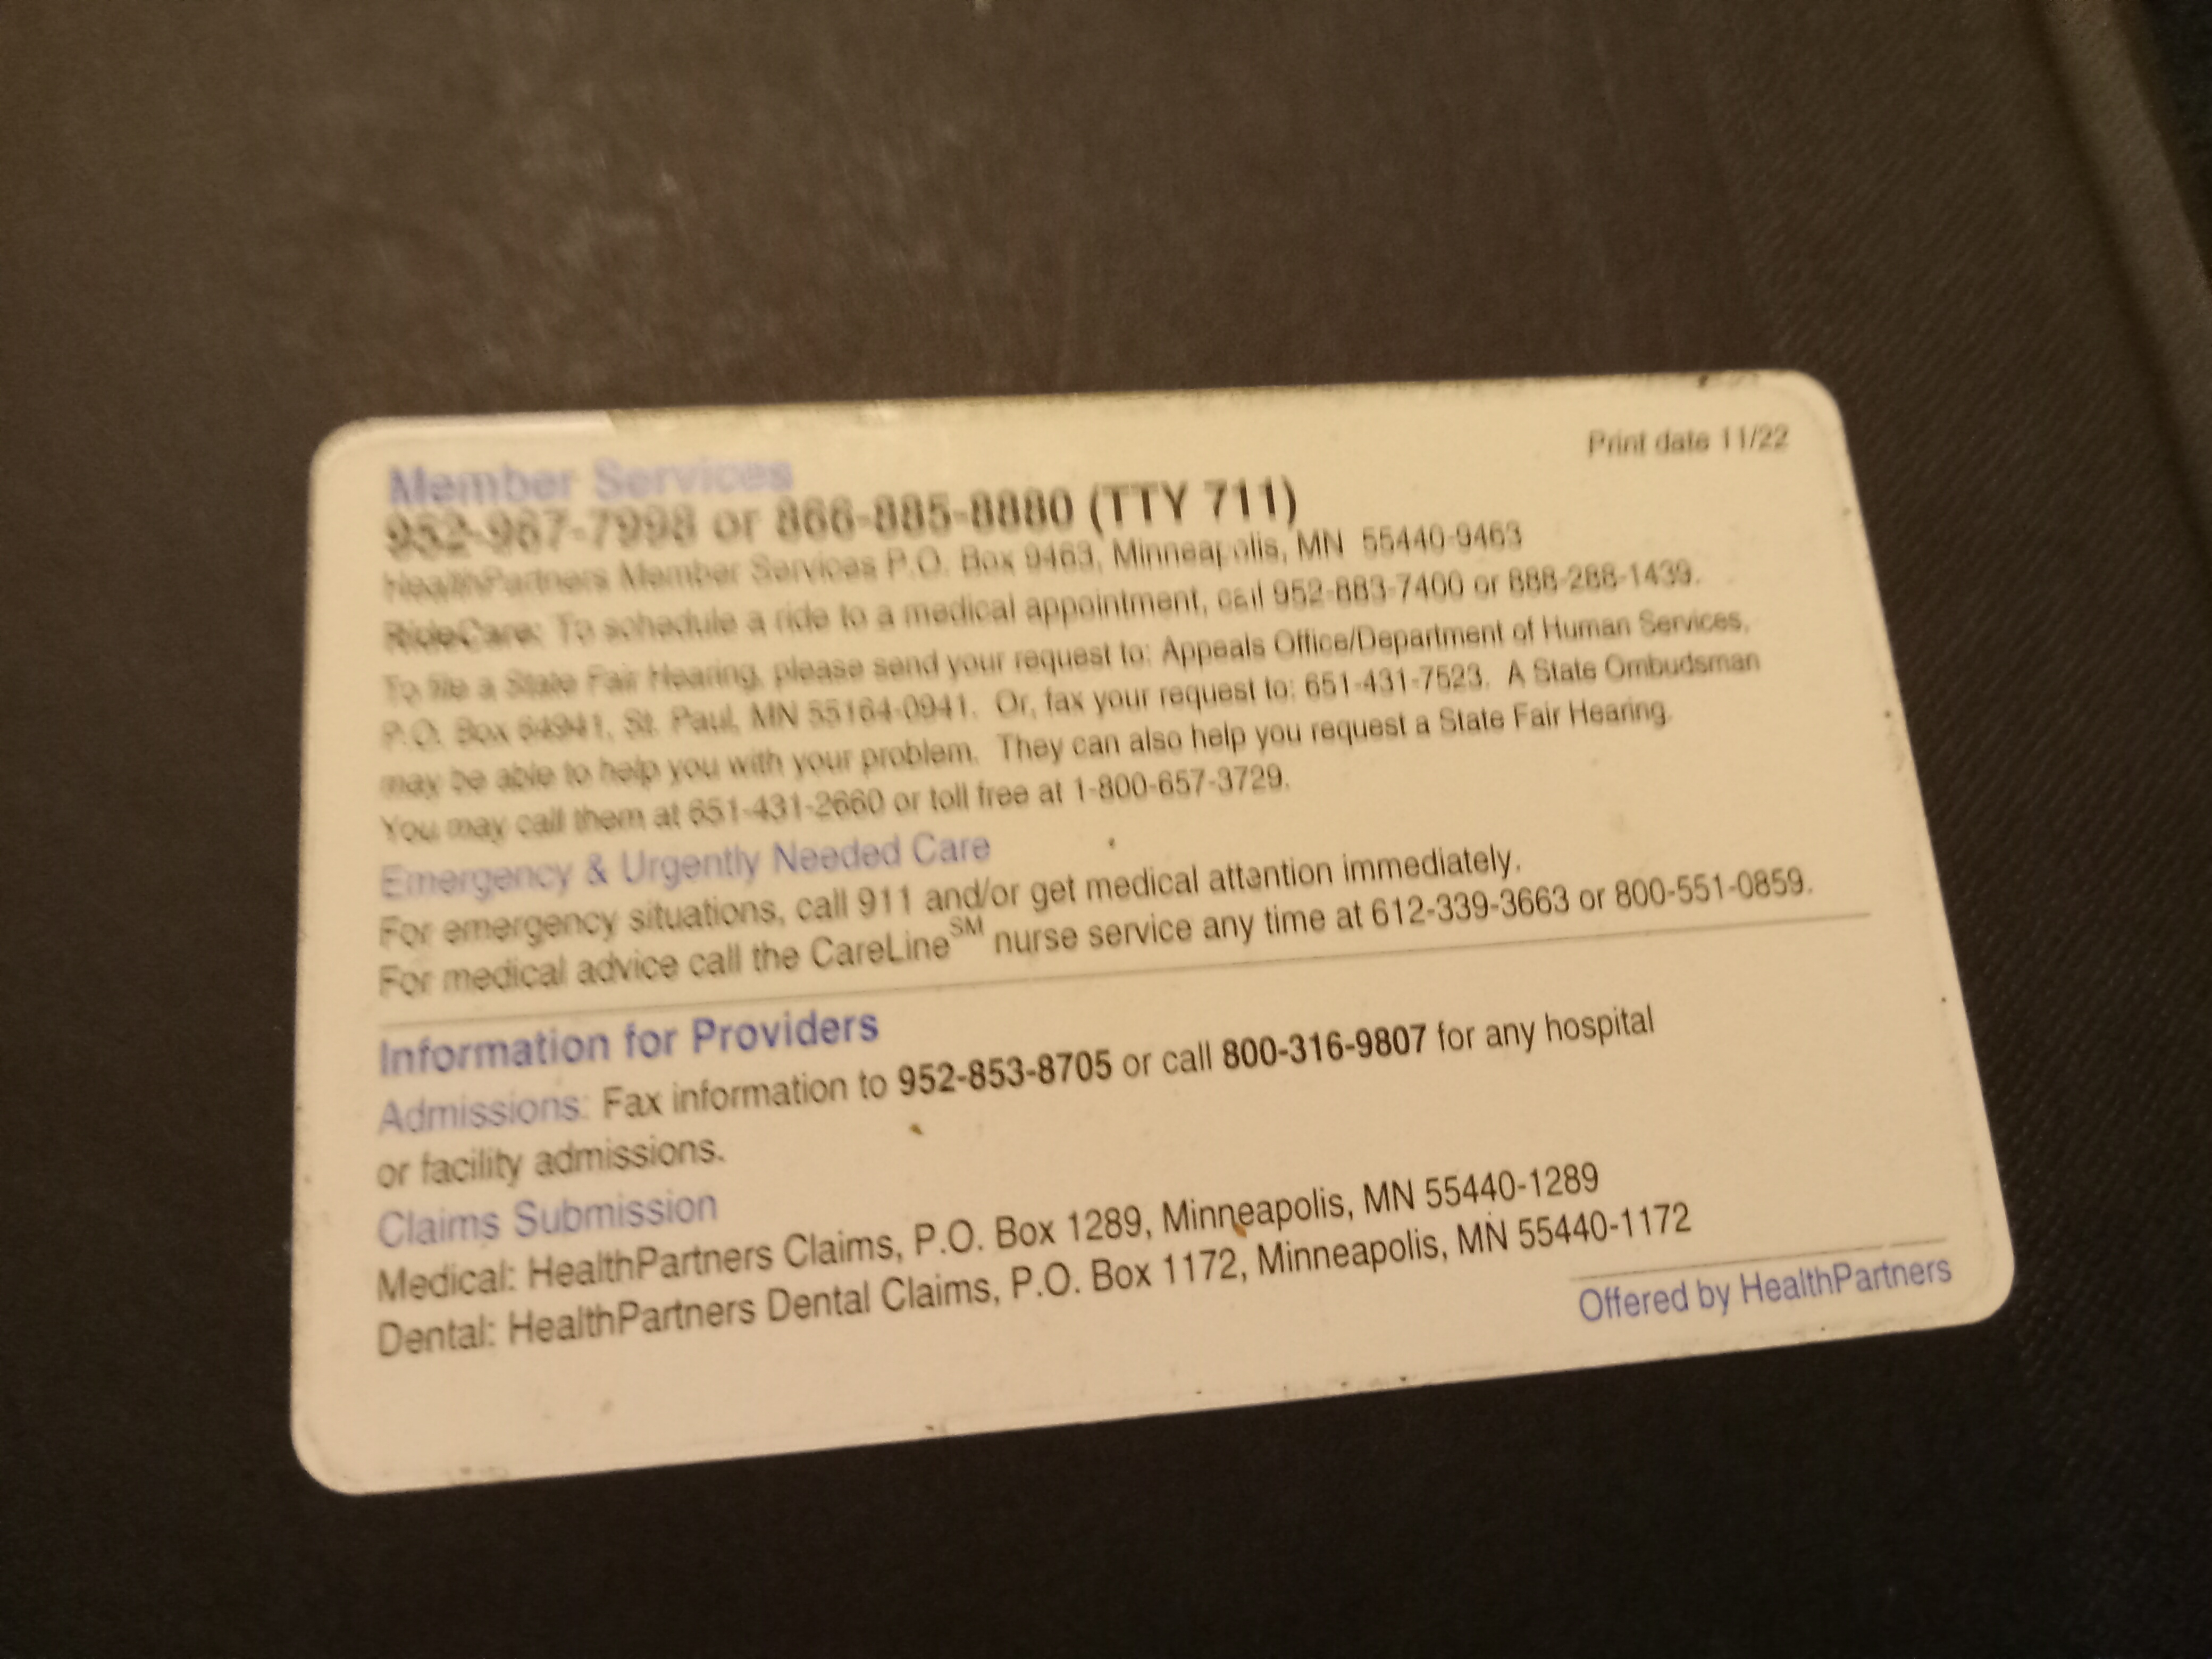 Print date 11/22
Member Services
952-967-7998 or 866-885-8880 (TTY 711)
HealthPartners Member Services P.O. Box 9463, Minneapolis, MN 55440-9463
RideCare: To schedule a ride to a medical appointment, call 952-883-7400 or 888-288-1439.
To file a State Fair Hearing, please send your request to: Appeals Office/Department of Human Services,
P.O. Box 64941, St. Paul, MN 55164-0941. Or, fax your request to: 651-431-7523. A State Ombudsman
may be able to help you with your problem. They can also help you request a State Fair Hearing.
You may call them at 651-431-2660 or toll free at 1-800-657-3729.
Emergency & Urgently Needed Care
For emergency situations, call 911 and/or get medical attention immediately.
For medical advice call the CareLine℠ nurse service any time at 612-339-3663 or 800-551-0859.
Information for Providers
Admissions: Fax information to 952-853-8705 or call 800-316-9807 for any hospital
or facility admissions.
Claims Submission
Medical: HealthPartners Claims, P.O. Box 1289, Minneapolis, MN 55440-1289
Dental: HealthPartners Dental Claims, P.O. Box 1172, Minneapolis, MN 55440-1172
Offered by HealthPartners